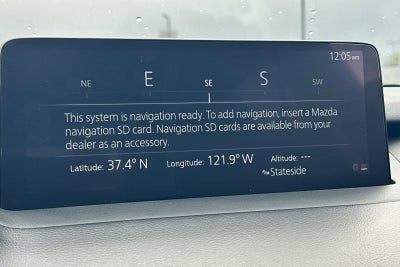 12:05 am
NE E SE S SW
This system is navigation ready. To add navigation, insert a Mazda
navigation SD card. Navigation SD cards are available from your
dealer as an accessory.
Latitude: 37.4° N Longitude: 121.9° W Altitude: ---
Stateside